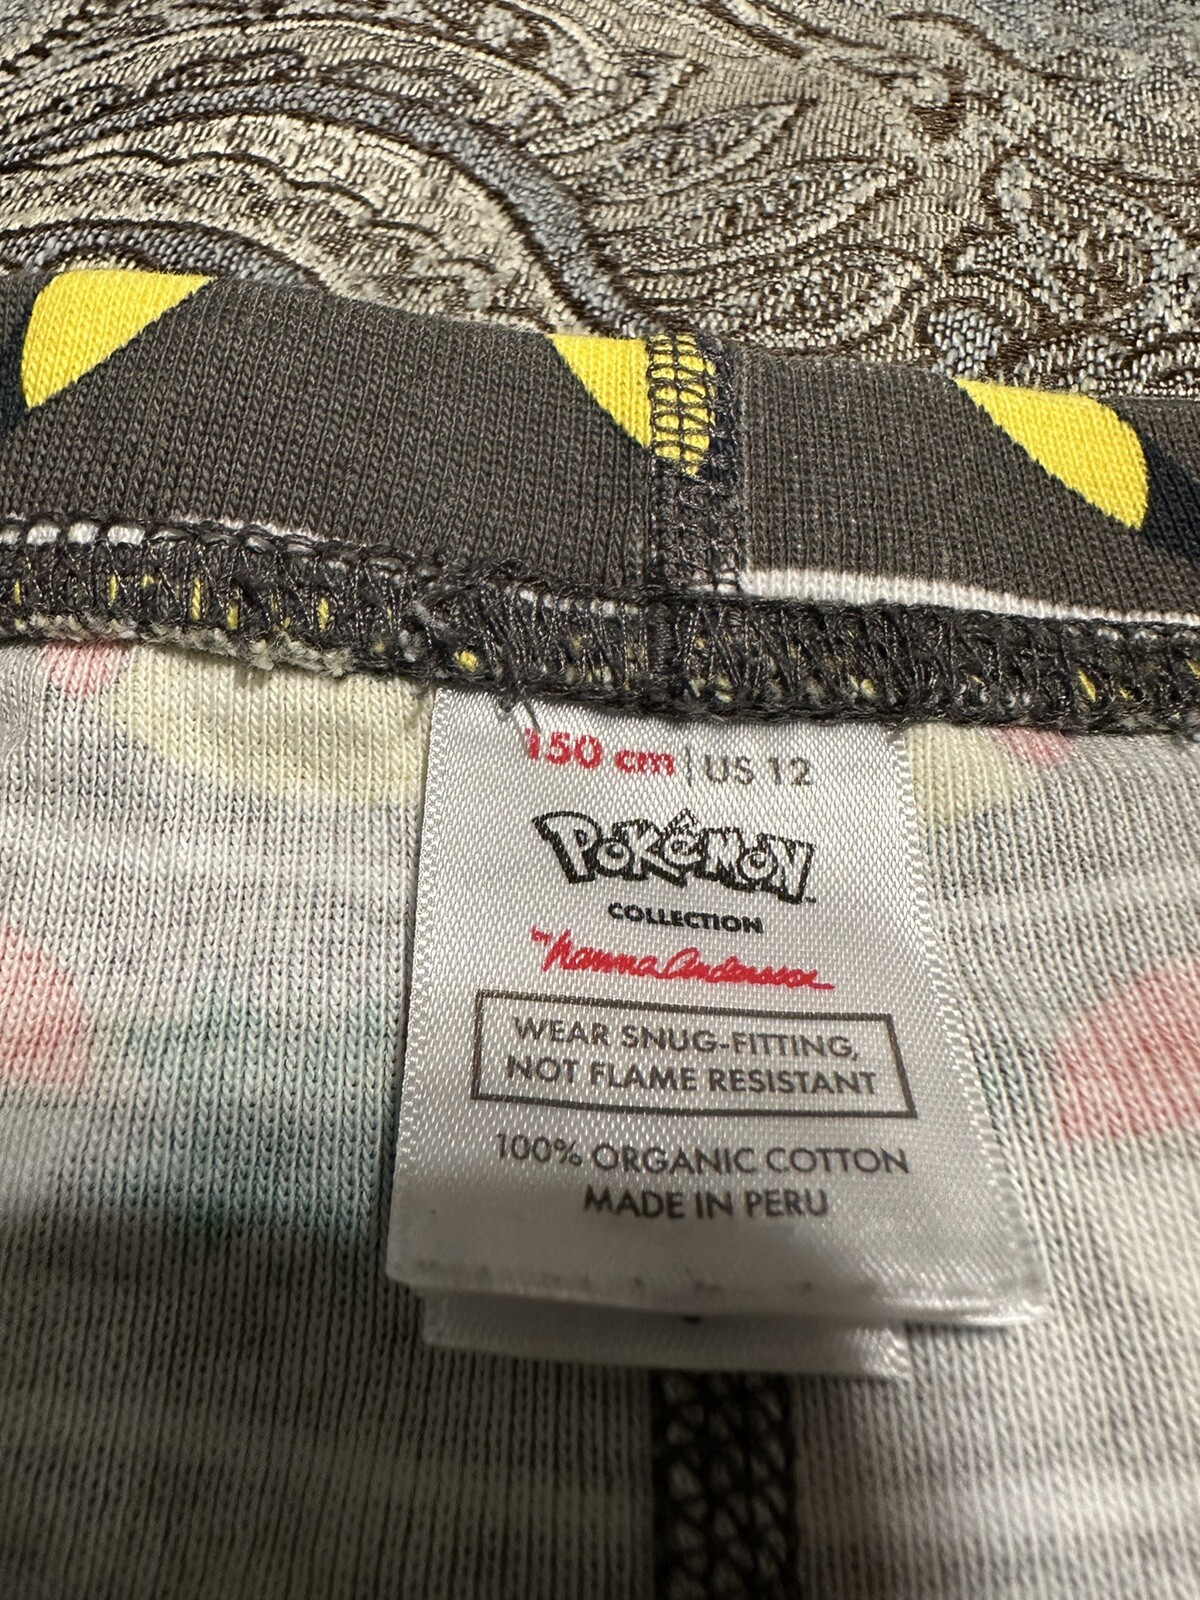 150 cm | US 12
POKéMON
COLLECTION
by hanna andersson
WEAR SNUG-FITTING,
NOT FLAME RESISTANT
100% ORGANIC COTTON
MADE IN PERU